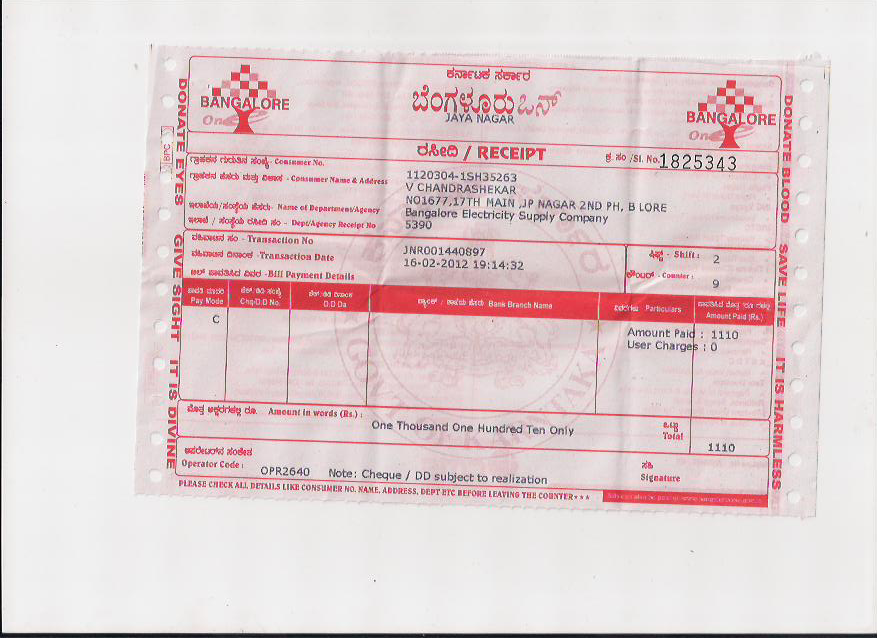 ಕರ್ನಾಟಕ ಸರ್ಕಾರ
BANGALORE
One
ಬೆಂಗಳೂರು ಒನ್
JAYA NAGAR
BANGALORE
One
ರಸೀದಿ / RECEIPT
ಕ್ರ. ಸಂ /Sl. No. 1825343
BPC
ಗ್ರಾಹಕನ ಗುರುತಿನ ಸಂಖ್ಯೆ - Consumer No. 1120304-1SH35263
ಗ್ರಾಹಕನ ಹೆಸರು ಮತ್ತು ವಿಳಾಸ - Consumer Name & Address V CHANDRASHEKAR
NO1677,17TH MAIN ,JP NAGAR 2ND PH, B LORE
ಇಲಾಖೆಯ/ಸಂಸ್ಥೆಯ ಹೆಸರು- Name of Department/Agency Bangalore Electricity Supply Company
ಇಲಾಖೆ / ಸಂಸ್ಥೆಯ ರಸೀದಿ ಸಂ - Dept/Agency Receipt No 5390
ವಹಿವಾಟಿನ ಸಂ - Transaction No JNR001440897
ವಹಿವಾಟಿನ ದಿನಾಂಕ -Transaction Date 16-02-2012 19:14:32
ಶಿಫ್ಟ್ - Shift : 2
ಬಿಲ್ ಪಾವತಿಸಿದ ವಿವರ -Bill Payment Details
ಕೌಂಟರ್ - Counter : 9
ಪಾವತಿ ಮಾದರಿ Pay Mode
ಚೆಕ್/ಡಿಡಿ ಸಂಖ್ಯೆ Chq/D.D No.
ಚೆಕ್/ಡಿಡಿ ದಿನಾಂಕ D.D Da
ಬ್ಯಾಂಕ್ / ಶಾಖೆಯ ಹೆಸರು Bank Branch Name
ವಿವರಗಳು Particulars
ಪಾವತಿಸಿದ ಮೊತ್ತ Amount Paid (Rs.)
C
Amount Paid : 1110
User Charges : 0
ಮೊತ್ತ ಅಕ್ಷರಗಳಲ್ಲಿ ರೂ. Amount in words (Rs.) :
One Thousand One Hundred Ten Only
ಒಟ್ಟು
Total 1110
ಆಪರೇಟರ್‌ನ ಸಂಕೇತ
Operator Code : OPR2640 Note: Cheque / DD subject to realization
ಸಹಿ
Signature
PLEASE CHECK ALL DETAILS LIKE CONSUMER NO. NAME, ADDRESS, DEPT ETC BEFORE LEAVING THE COUNTER***
DONATE EYES GIVE SIGHT IT IS DIVINE
DONATE BLOOD SAVE LIFE IT IS HARMLESS